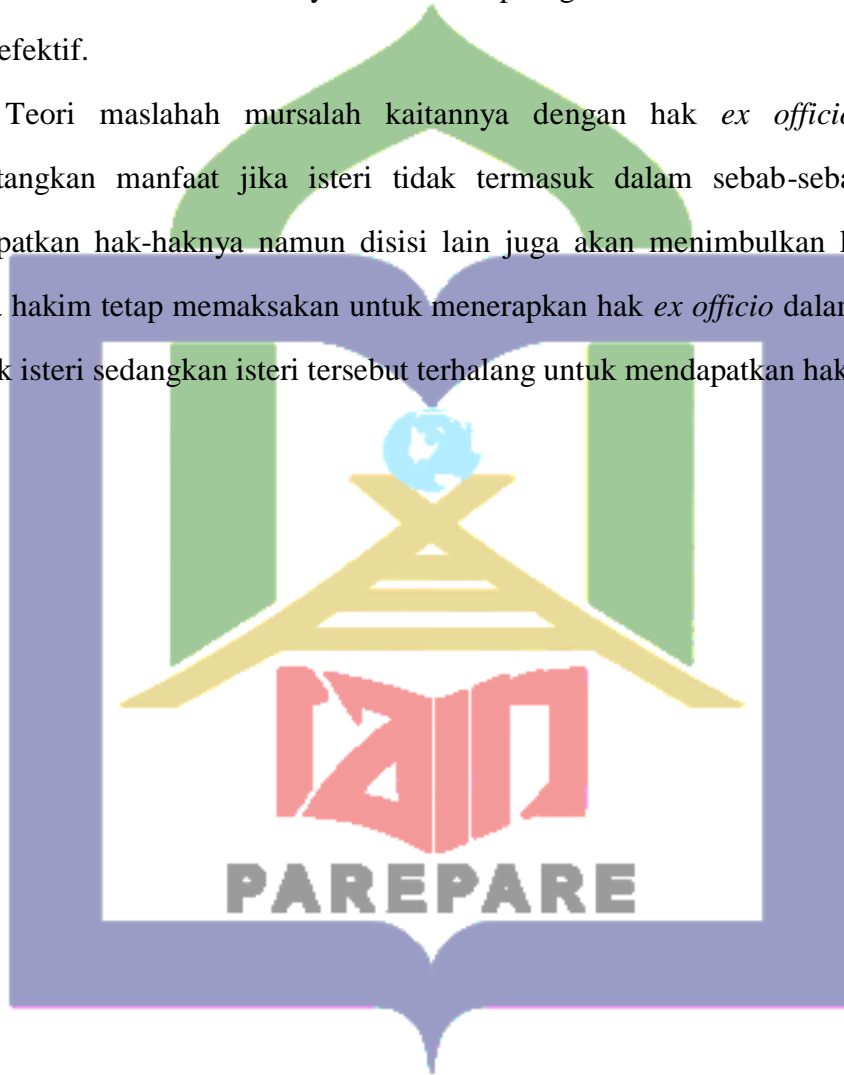 efektif.
Teori maslahah mursalah kaitannya dengan hak ex officio
tangkan manfaat jika isteri tidak termasuk dalam sebab-seba
patkan hak-haknya namun disisi lain juga akan menimbulkan
hakim tetap memaksakan untuk menerapkan hak ex officio dalam
k isteri sedangkan isteri tersebut terhalang untuk mendapatkan hak
iain
PAREPARE